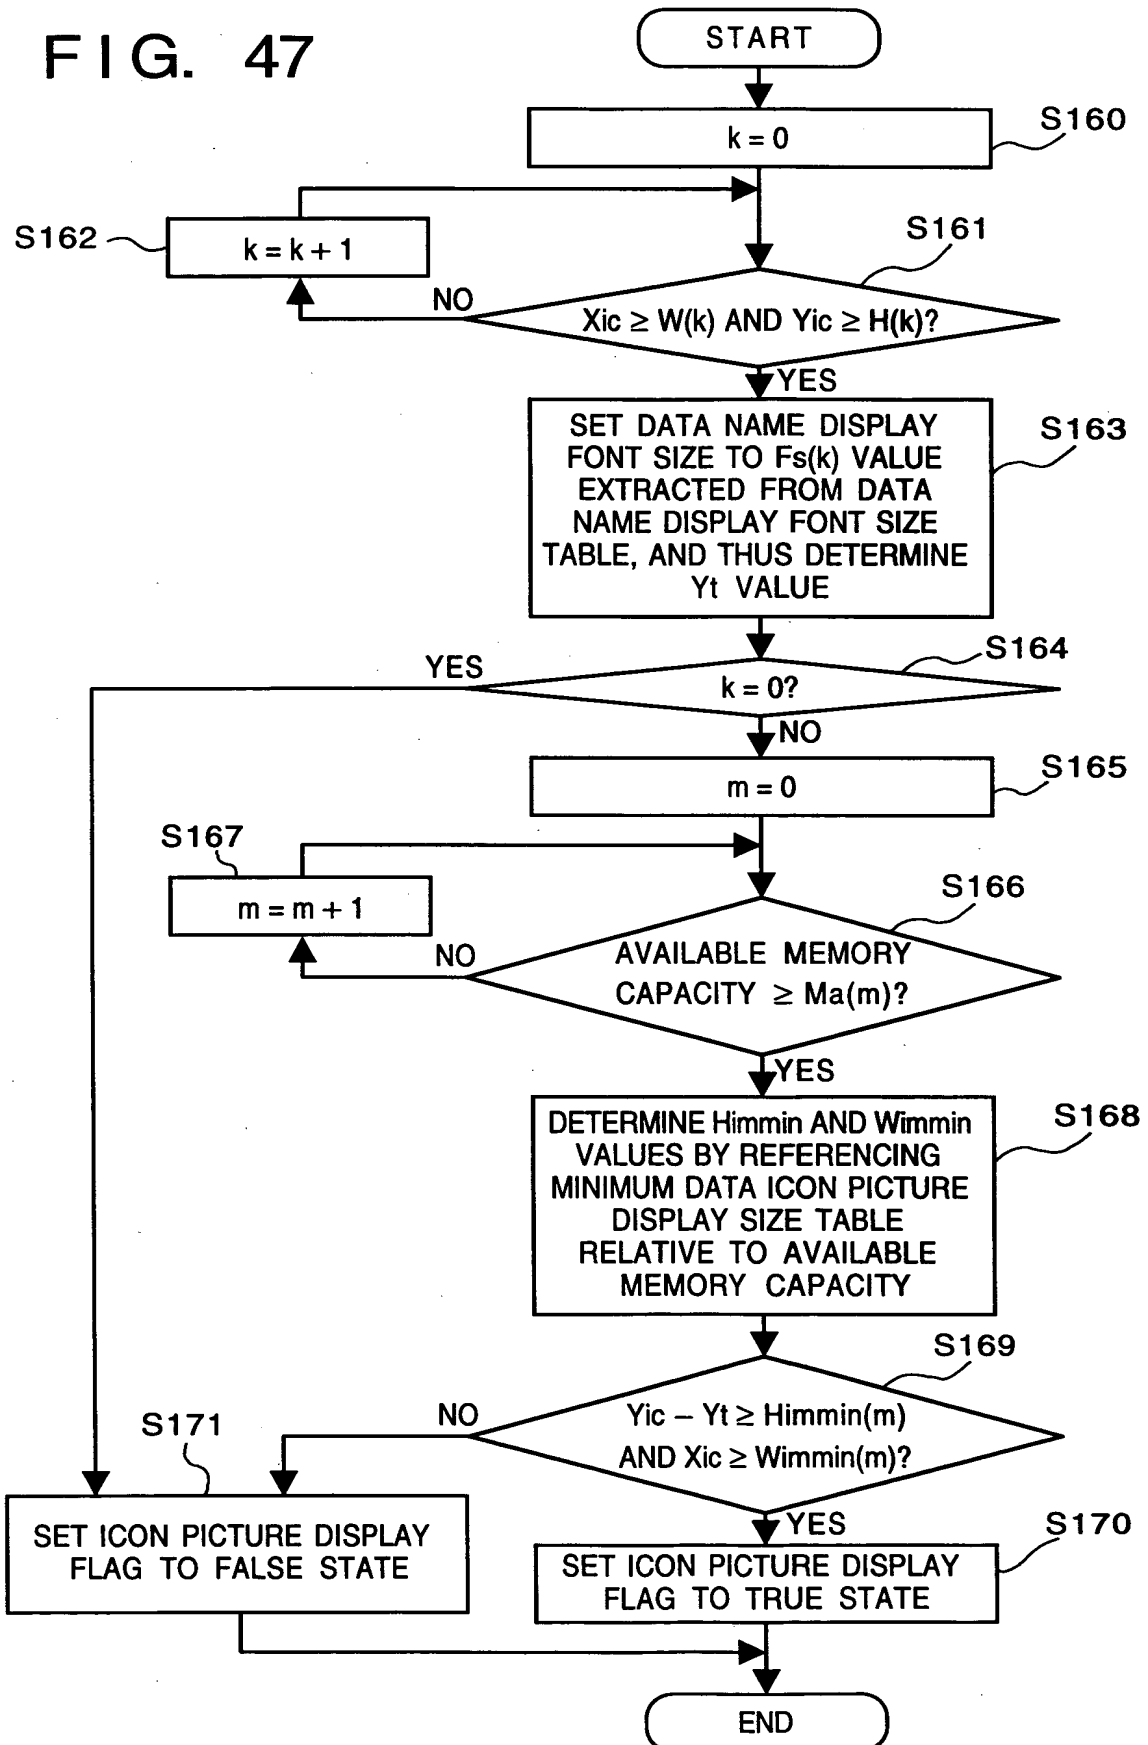 FIG. 47
START
k = 0
S160
S162
k = k + 1
S161
NO
Xic ≥ W(k) AND Yic ≥ H(k)?
YES
SET DATA NAME DISPLAY
FONT SIZE TO Fs(k) VALUE
EXTRACTED FROM DATA
NAME DISPLAY FONT SIZE
TABLE, AND THUS DETERMINE
Yt VALUE
S163
S164
YES
k = 0?
NO
m = 0
S165
S167
m = m + 1
S166
NO
AVAILABLE MEMORY
CAPACITY ≥ Ma(m)?
YES
DETERMINE Himmin AND Wimmin
VALUES BY REFERENCING
MINIMUM DATA ICON PICTURE
DISPLAY SIZE TABLE
RELATIVE TO AVAILABLE
MEMORY CAPACITY
S168
S169
NO
Yic – Yt ≥ Himmin(m)
AND Xic ≥ Wimmin(m)?
S171
YES
S170
SET ICON PICTURE DISPLAY
FLAG TO FALSE STATE
SET ICON PICTURE DISPLAY
FLAG TO TRUE STATE
END